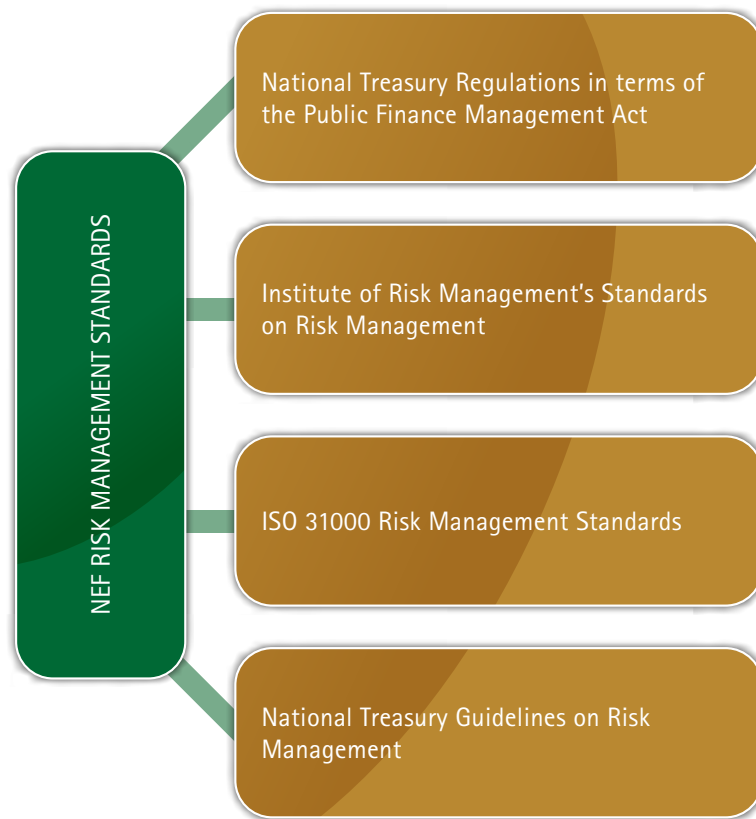 NEF RISK MANAGEMENT STANDARDS
National Treasury Regulations in terms of
the Public Finance Management Act
Institute of Risk Management's Standards
on Risk Management
ISO 31000 Risk Management Standards
National Treasury Guidelines on Risk
Management